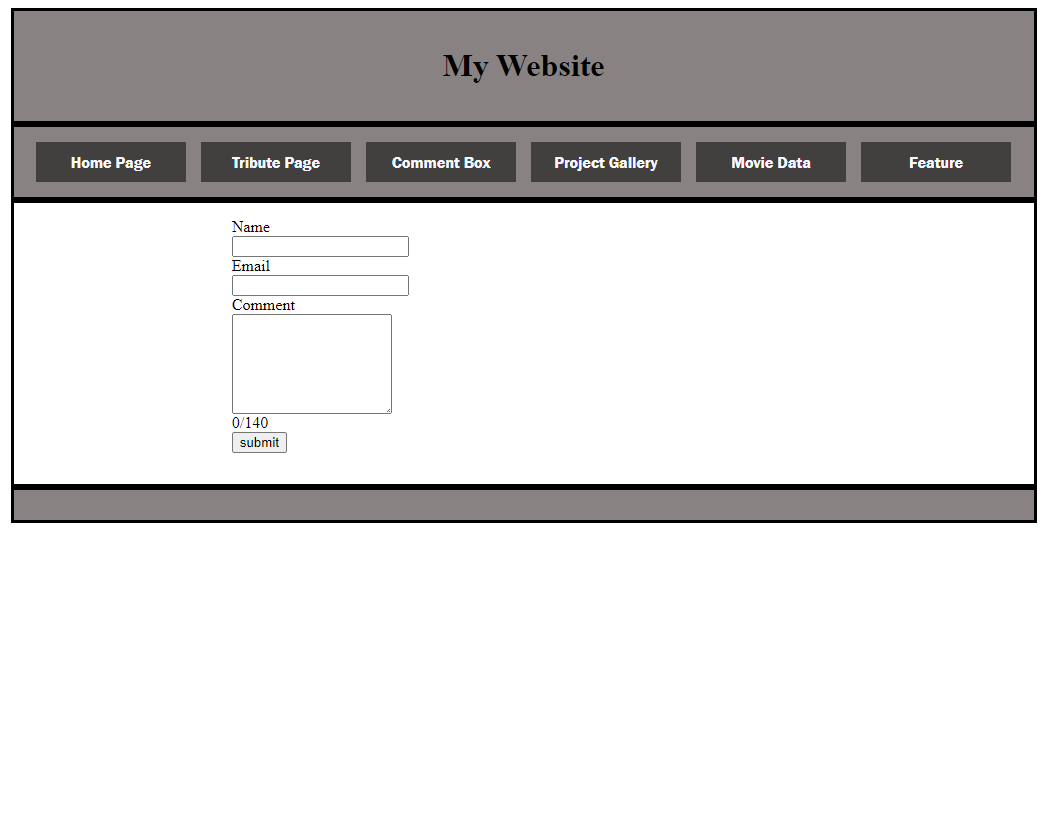 My Website
Home Page Tribute Page Comment Box Project Gallery Movie Data Feature
Name
Email
Comment
0/140
submit